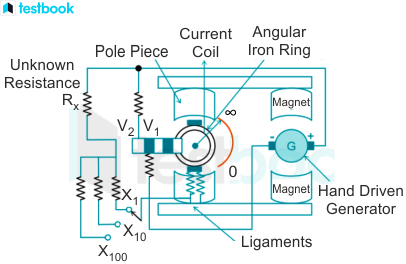 testbook
Angular
Iron Ring
Current
Coil
Pole Piece
Unknown
Resistance
Rx
∞
Magnet
V2 V1
- +
G
0
X1
Magnet
Hand Driven
Generator
X10
X100
Ligaments